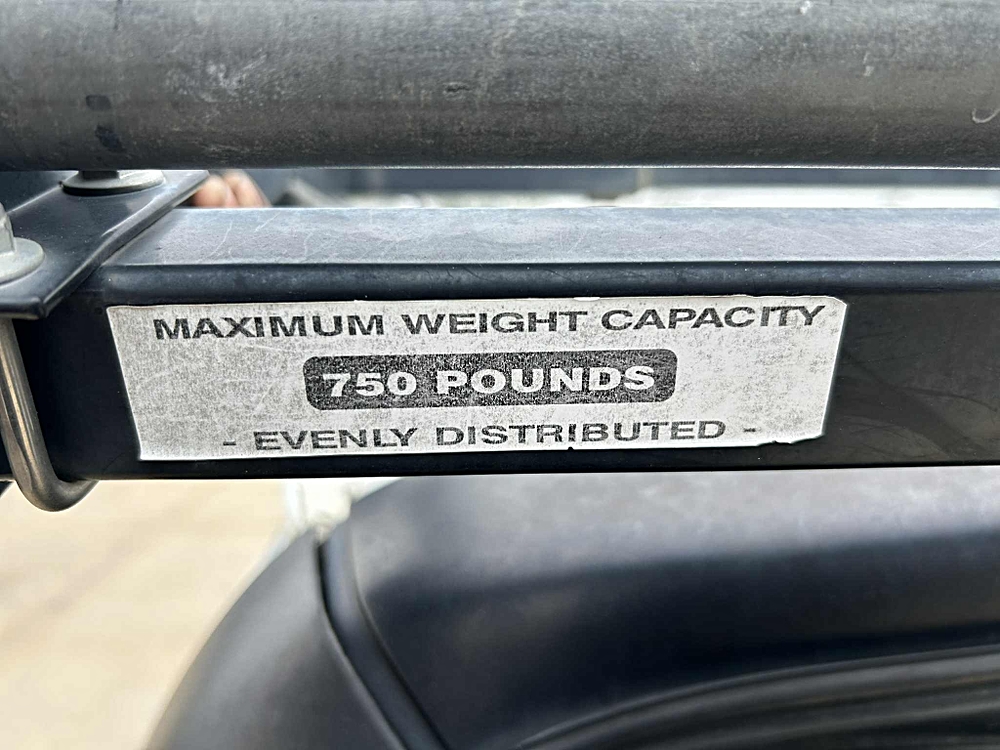 MAXIMUM WEIGHT CAPACITY
750 POUNDS
- EVENLY DISTRIBUTED -